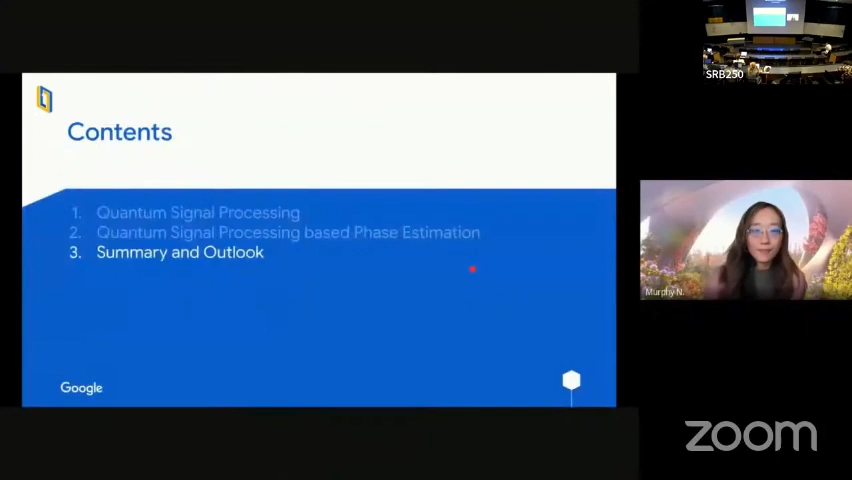 SRB250
Contents
1. Quantum Signal Processing
2. Quantum Signal Processing based Phase Estimation
3. Summary and Outlook
Murphy N.
Google
zoom